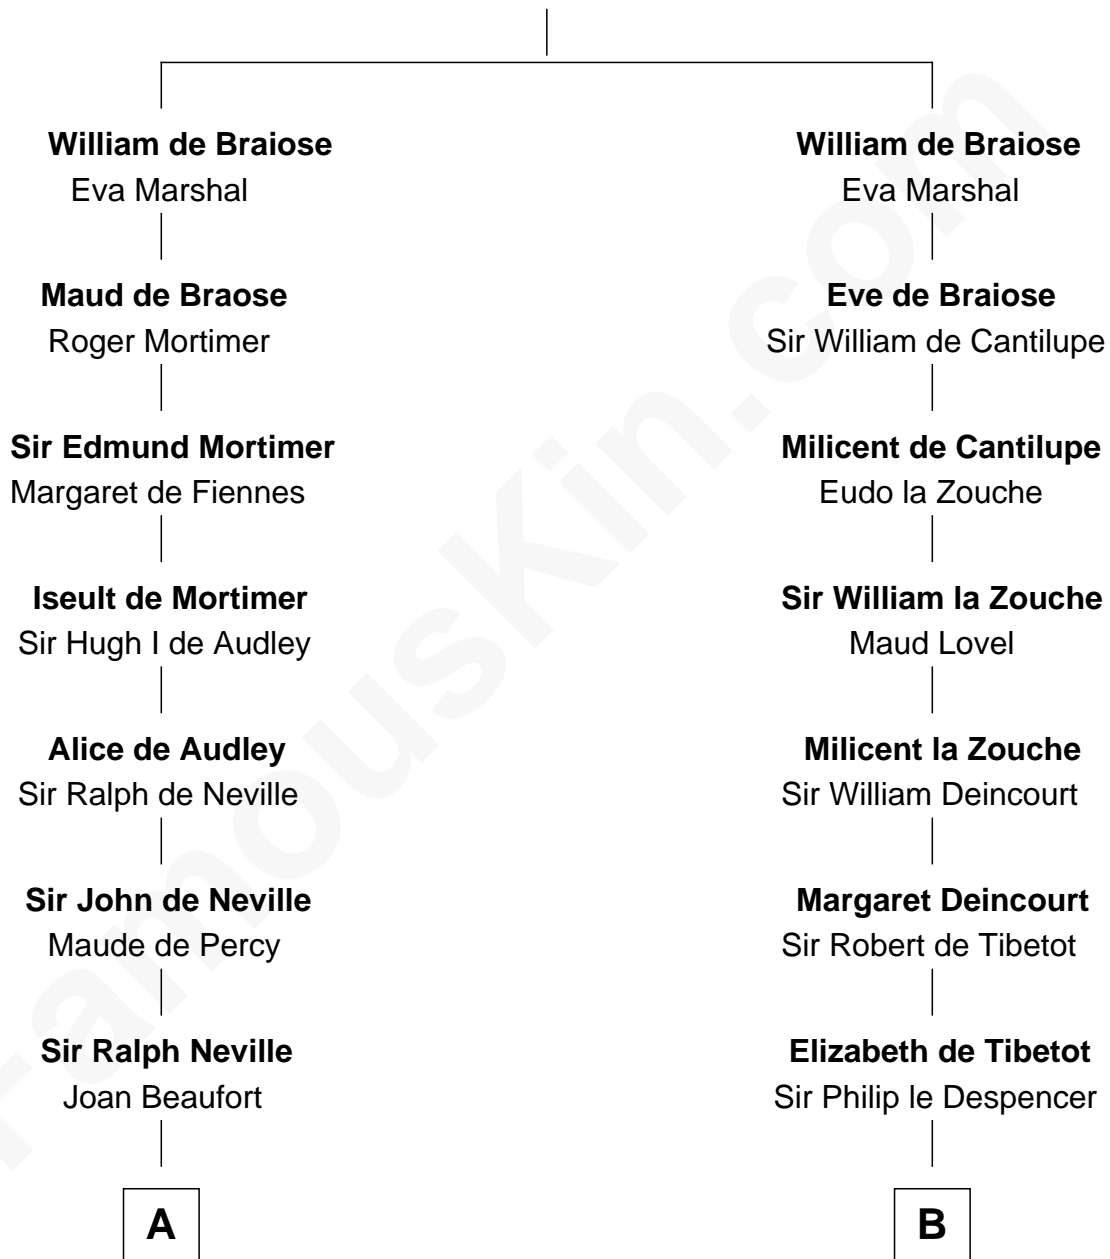 William de Braiose
Eva Marshal
Maud de Braose
Roger Mortimer
Sir Edmund Mortimer
Margaret de Fiennes
Iseult de Mortimer
Sir Hugh I de Audley
Alice de Audley
Sir Ralph de Neville
Sir John de Neville
Maude de Percy
Sir Ralph Neville
Joan Beaufort
A
William de Braiose
Eva Marshal
Eve de Braiose
Sir William de Cantilupe
Milicent de Cantilupe
Eudo la Zouche
Sir William la Zouche
Maud Lovel
Milicent la Zouche
Sir William Deincourt
Margaret Deincourt
Sir Robert de Tibetot
Elizabeth de Tibetot
Sir Philip le Despencer
B
FamousKin.com